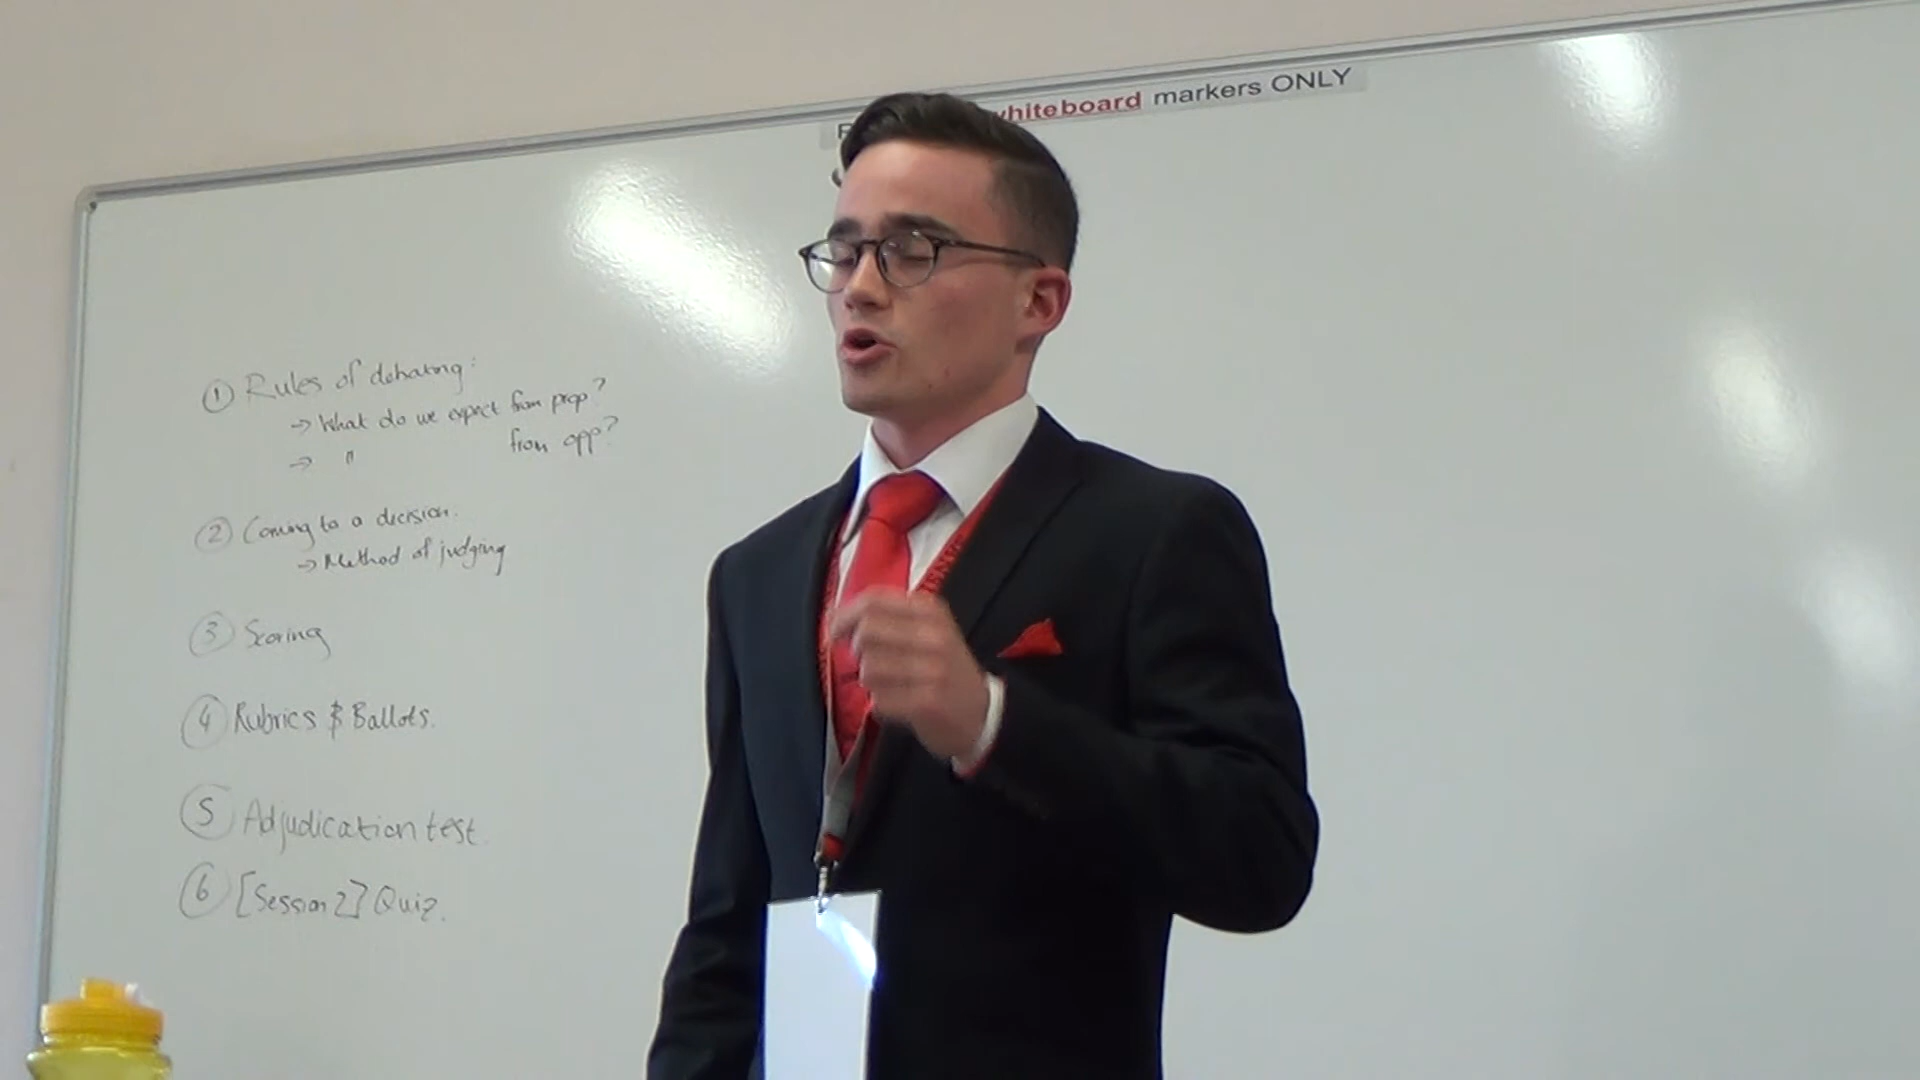 whiteboard markers ONLY
① Rules of debating:
→ What do we expect from prop?
→ " from opp?
② Coming to a decision.
→ Method of judging
③ Scoring
④ Rubrics & Ballots.
⑤ Adjudication test.
⑥ [Session 2] Quiz.